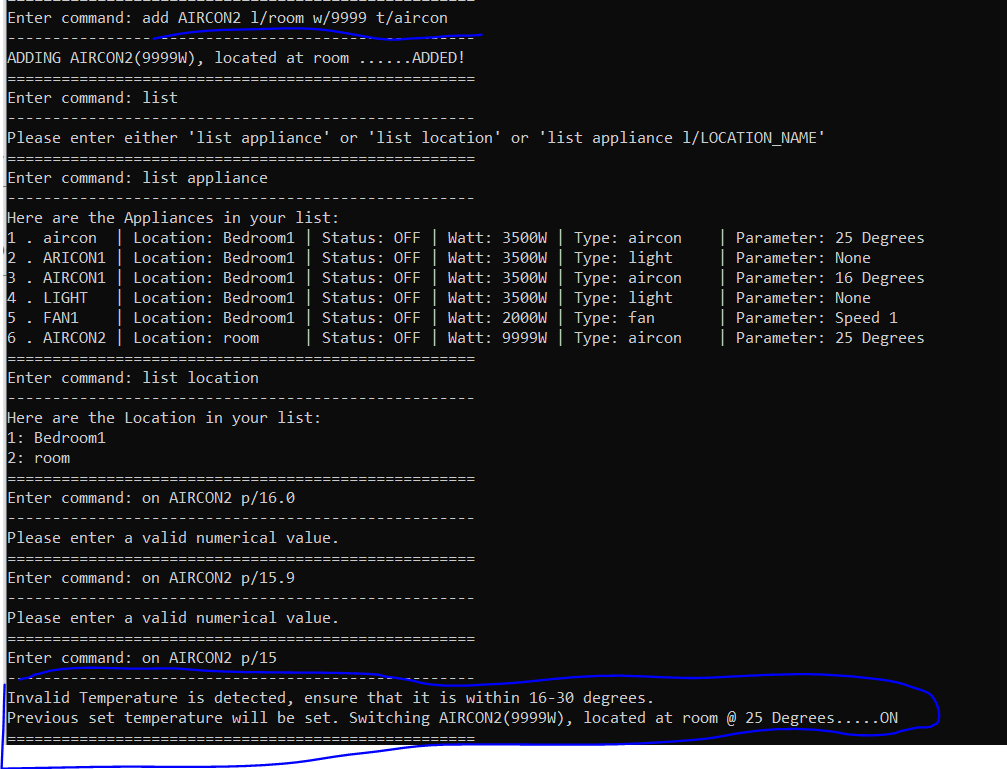 ==================================================
Enter command: add AIRCON2 l/room w/9999 t/aircon
----------------------------------------------------
ADDING AIRCON2(9999W), located at room ......ADDED!
====================================================
Enter command: list
----------------------------------------------------
Please enter either 'list appliance' or 'list location' or 'list appliance l/LOCATION_NAME'
====================================================
Enter command: list appliance
----------------------------------------------------
Here are the Appliances in your list:
1 . aircon  | Location: Bedroom1 | Status: OFF | Watt: 3500W | Type: aircon    | Parameter: 25 Degrees
2 . ARICON1 | Location: Bedroom1 | Status: OFF | Watt: 3500W | Type: light     | Parameter: None
3 . AIRCON1 | Location: Bedroom1 | Status: OFF | Watt: 3500W | Type: aircon    | Parameter: 16 Degrees
4 . LIGHT   | Location: Bedroom1 | Status: OFF | Watt: 3500W | Type: light     | Parameter: None
5 . FAN1    | Location: Bedroom1 | Status: OFF | Watt: 2000W | Type: fan       | Parameter: Speed 1
6 . AIRCON2 | Location: room     | Status: OFF | Watt: 9999W | Type: aircon    | Parameter: 25 Degrees
====================================================
Enter command: list location
----------------------------------------------------
Here are the Location in your list:
1: Bedroom1
2: room
====================================================
Enter command: on AIRCON2 p/16.0
----------------------------------------------------
Please enter a valid numerical value.
====================================================
Enter command: on AIRCON2 p/15.9
----------------------------------------------------
Please enter a valid numerical value.
====================================================
Enter command: on AIRCON2 p/15
----------------------------------------------------
Invalid Temperature is detected, ensure that it is within 16-30 degrees.
Previous set temperature will be set. Switching AIRCON2(9999W), located at room @ 25 Degrees.....ON
====================================================